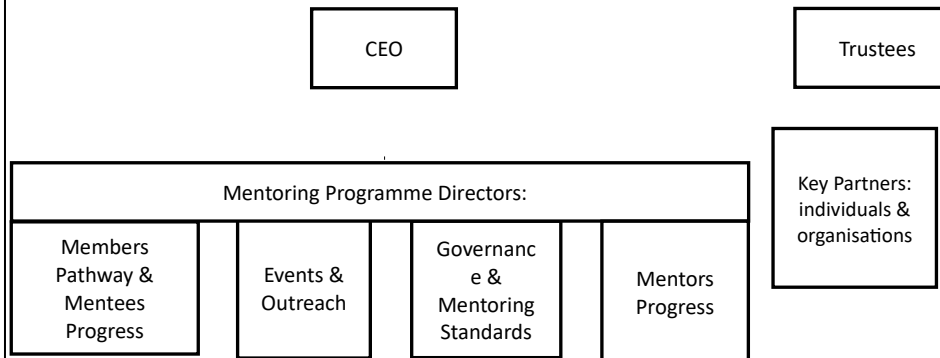 CEO
Trustees
Mentoring Programme Directors:
Key Partners:
individuals &
organisations
Members
Pathway &
Mentees
Progress
Events &
Outreach
Governanc
e &
Mentoring
Standards
Mentors
Progress